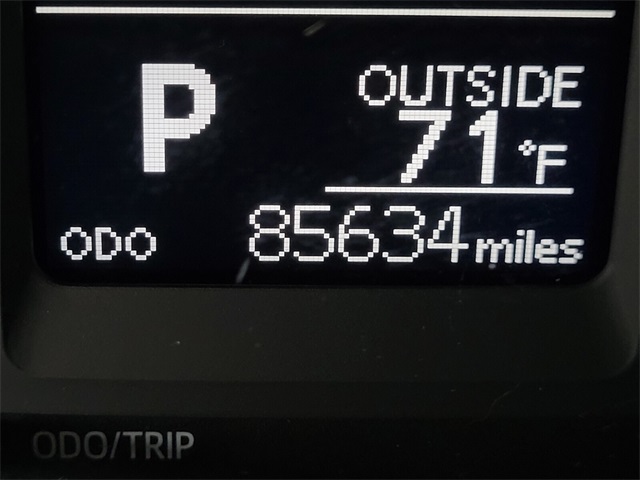 P
OUTSIDE
71°F
ODO 85634 miles
ODO/TRIP